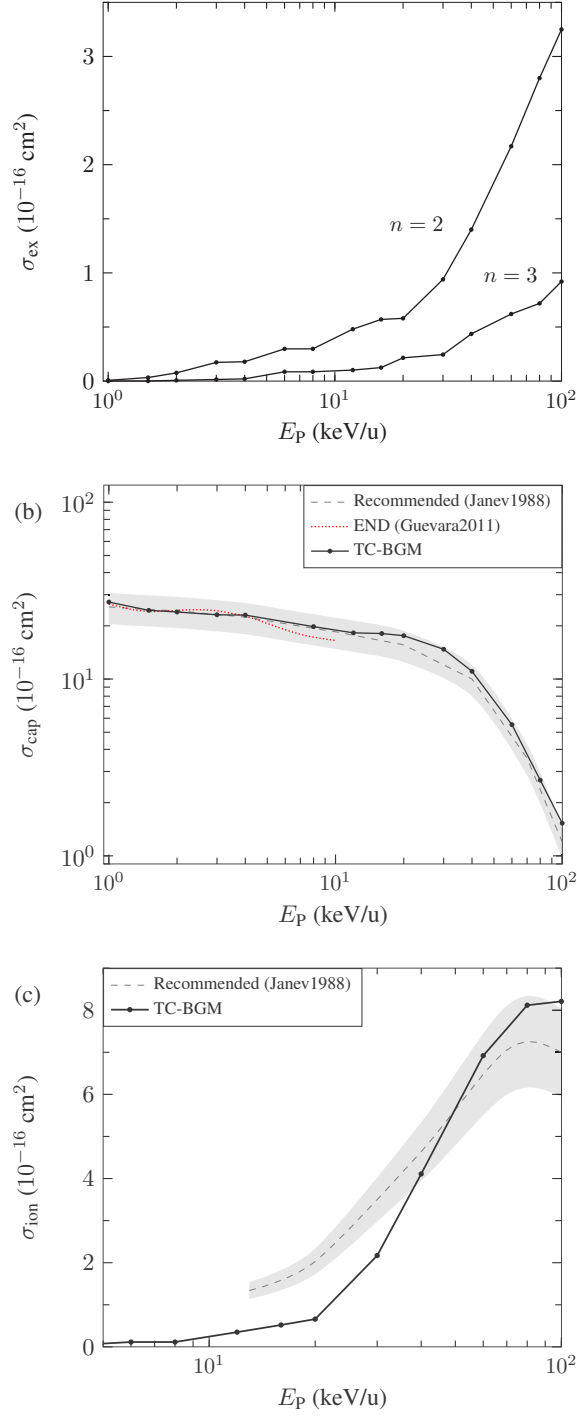 3
2
1
0
σex (10⁻¹⁶ cm²)
n = 2
n = 3
10⁰ 10¹ 10²
EP (keV/u)
(b)
10²
10¹
10⁰
σcap (10⁻¹⁶ cm²)
Recommended (Janev1988)
END (Guevara2011)
TC-BGM
10⁰ 10¹ 10²
EP (keV/u)
(c)
8
6
4
2
0
σion (10⁻¹⁶ cm²)
Recommended (Janev1988)
TC-BGM
10¹ 10²
EP (keV/u)